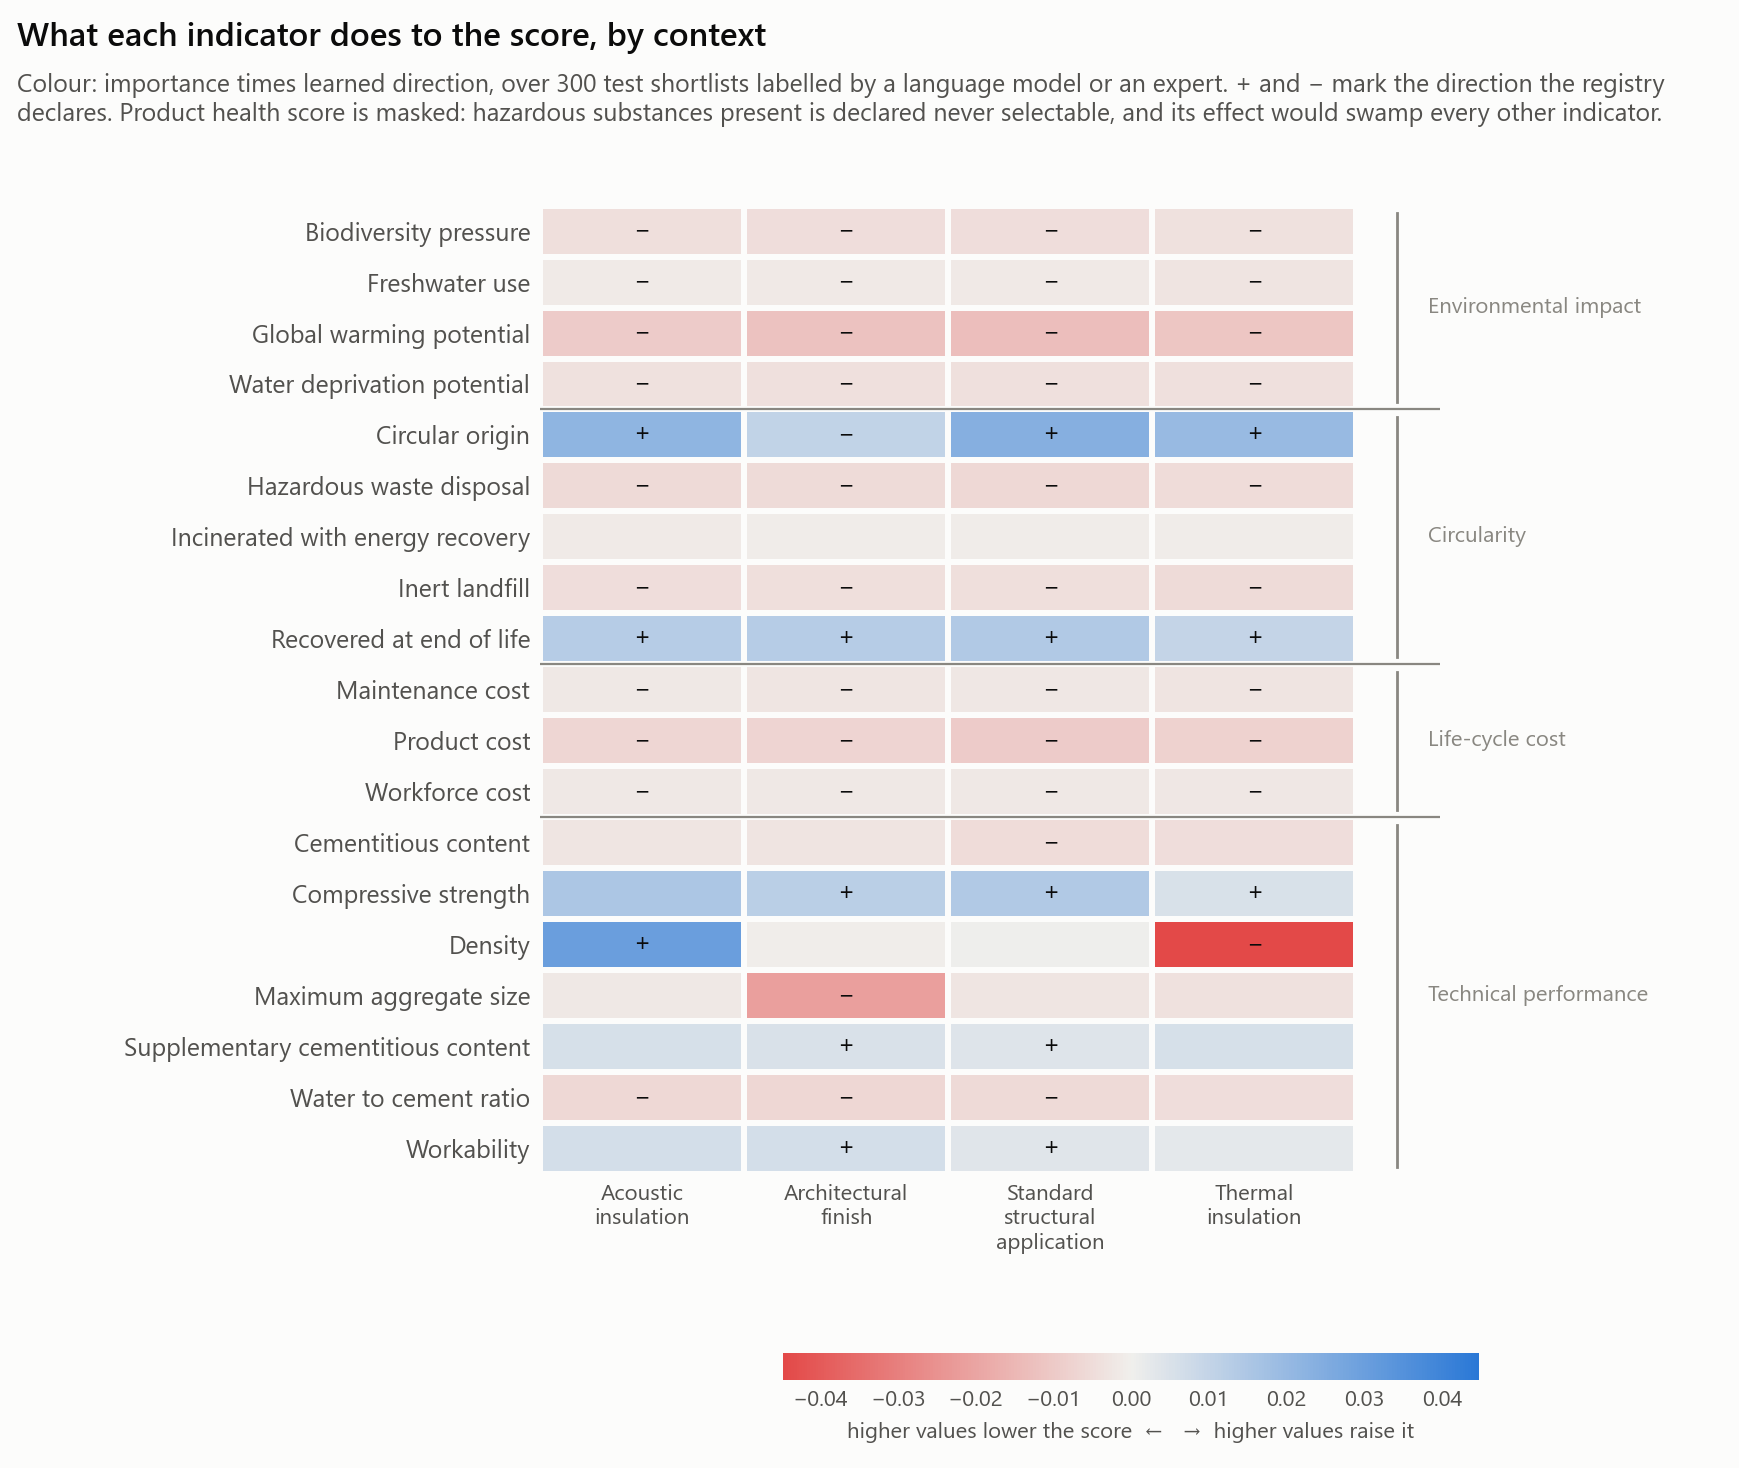 What each indicator does to the score, by context
Colour: importance times learned direction, over 300 test shortlists labelled by a language model or an expert. + and − mark the direction the registry
declares. Product health score is masked: hazardous substances present is declared never selectable, and its effect would swamp every other indicator.
Biodiversity pressure − − − −
Freshwater use − − − −
Environmental impact
Global warming potential − − − −
Water deprivation potential − − − −
Circular origin + − + +
Hazardous waste disposal − − − −
Incinerated with energy recovery
Circularity
Inert landfill − − − −
Recovered at end of life + + + +
Maintenance cost − − − −
Product cost − − − −
Life-cycle cost
Workforce cost − − − −
Cementitious content −
Compressive strength + + +
Density + −
Maximum aggregate size −
Technical performance
Supplementary cementitious content + +
Water to cement ratio − − −
Workability + +
Acoustic
insulation
Architectural
finish
Standard
structural
application
Thermal
insulation
−0.04 −0.03 −0.02 −0.01 0.00 0.01 0.02 0.03 0.04
higher values lower the score ← → higher values raise it